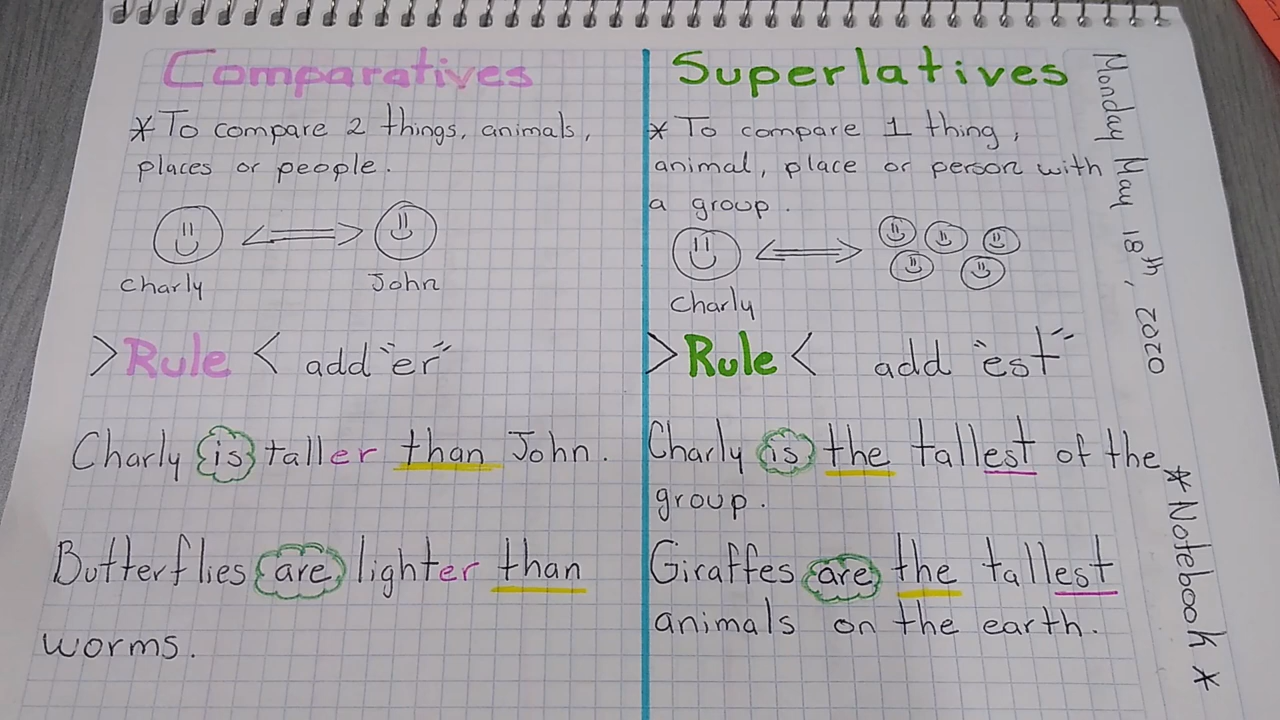 Comparatives
*To compare 2 things, animals,
places or people.
Charly
John
>Rule< add "er"
Charly is taller than John.
Butterflies are lighter than
worms.
Superlatives
*To compare 1 thing,
animal, place or person with
a group.
Charly
>Rule< add "est"
Charly is the tallest of the
group.
Giraffes are the tallest
animals on the earth.
Monday May 18th, 2020
*Notebook*